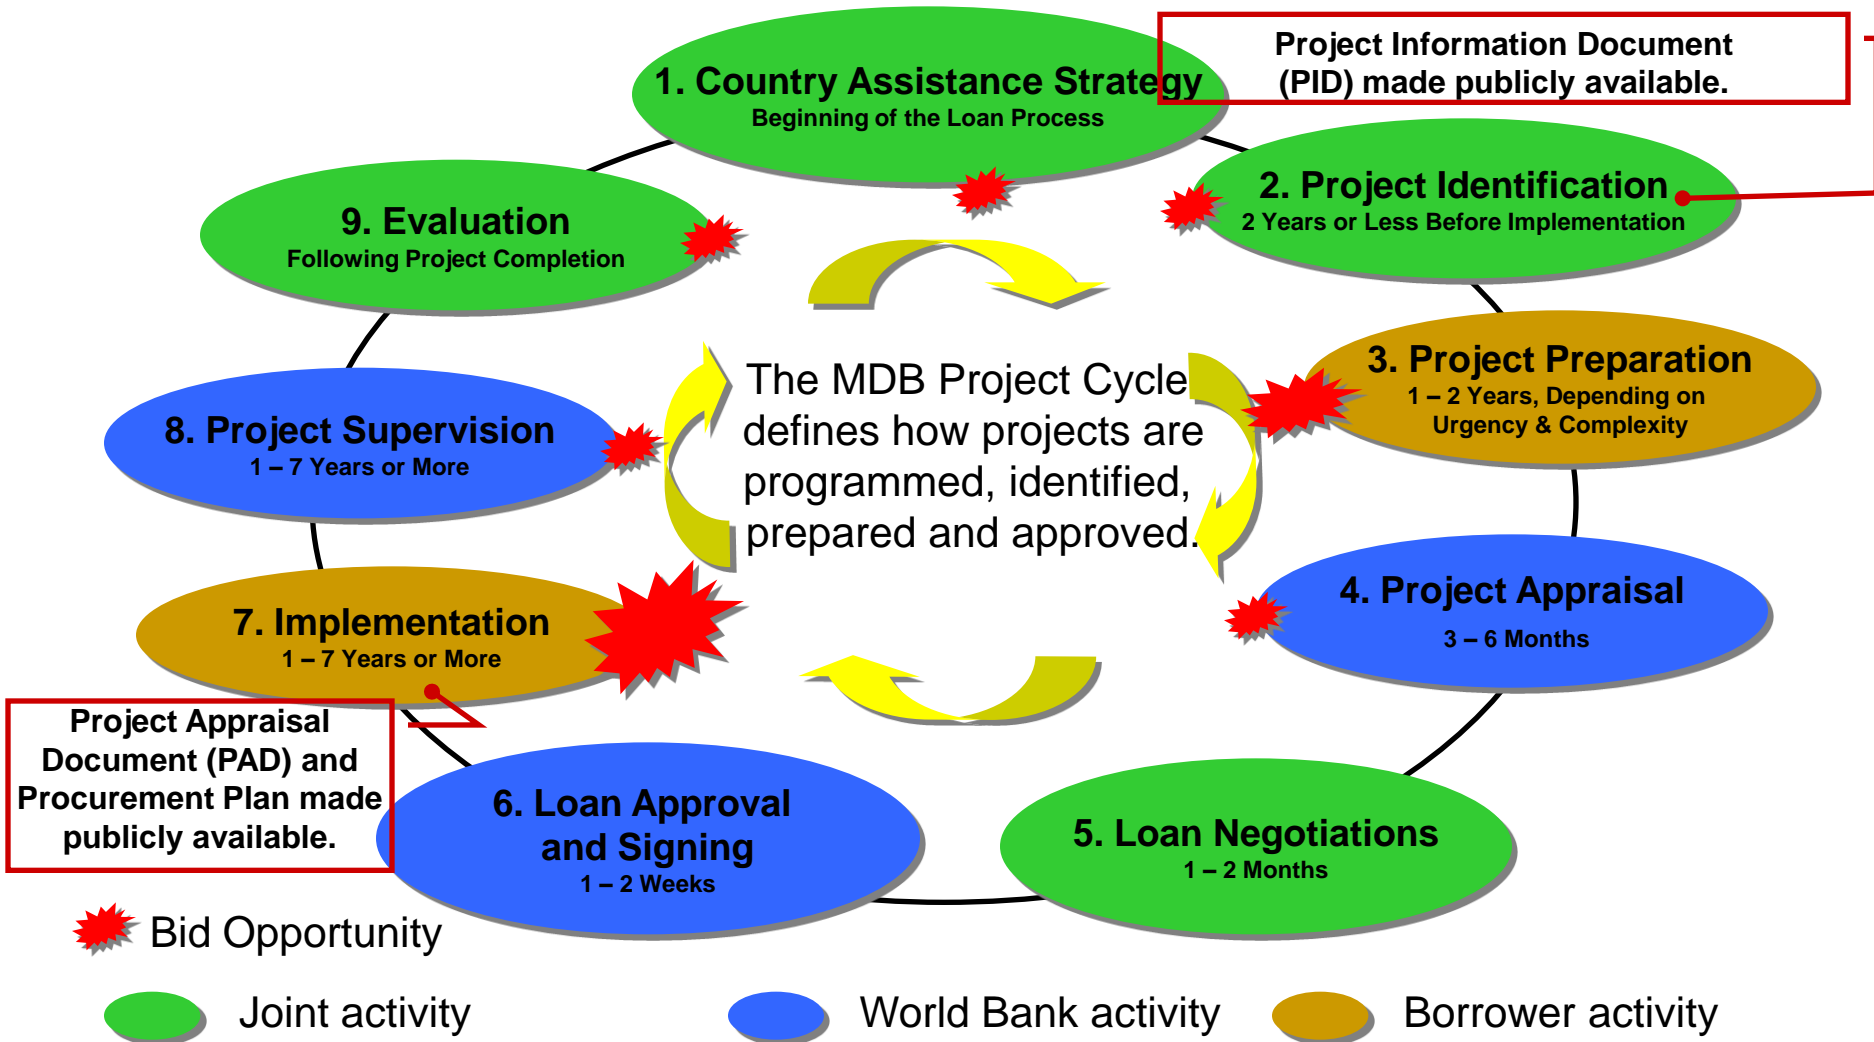 1. Country Assistance Strategy
Beginning of the Loan Process
Project Information Document
(PID) made publicly available.
2. Project Identification
2 Years or Less Before Implementation
9. Evaluation
Following Project Completion
3. Project Preparation
1 – 2 Years, Depending on
Urgency & Complexity
The MDB Project Cycle
defines how projects are
programmed, identified,
prepared and approved.
8. Project Supervision
1 – 7 Years or More
4. Project Appraisal
3 – 6 Months
7. Implementation
1 – 7 Years or More
Project Appraisal
Document (PAD) and
Procurement Plan made
publicly available.
6. Loan Approval
and Signing
1 – 2 Weeks
5. Loan Negotiations
1 – 2 Months
Bid Opportunity
Joint activity
World Bank activity
Borrower activity